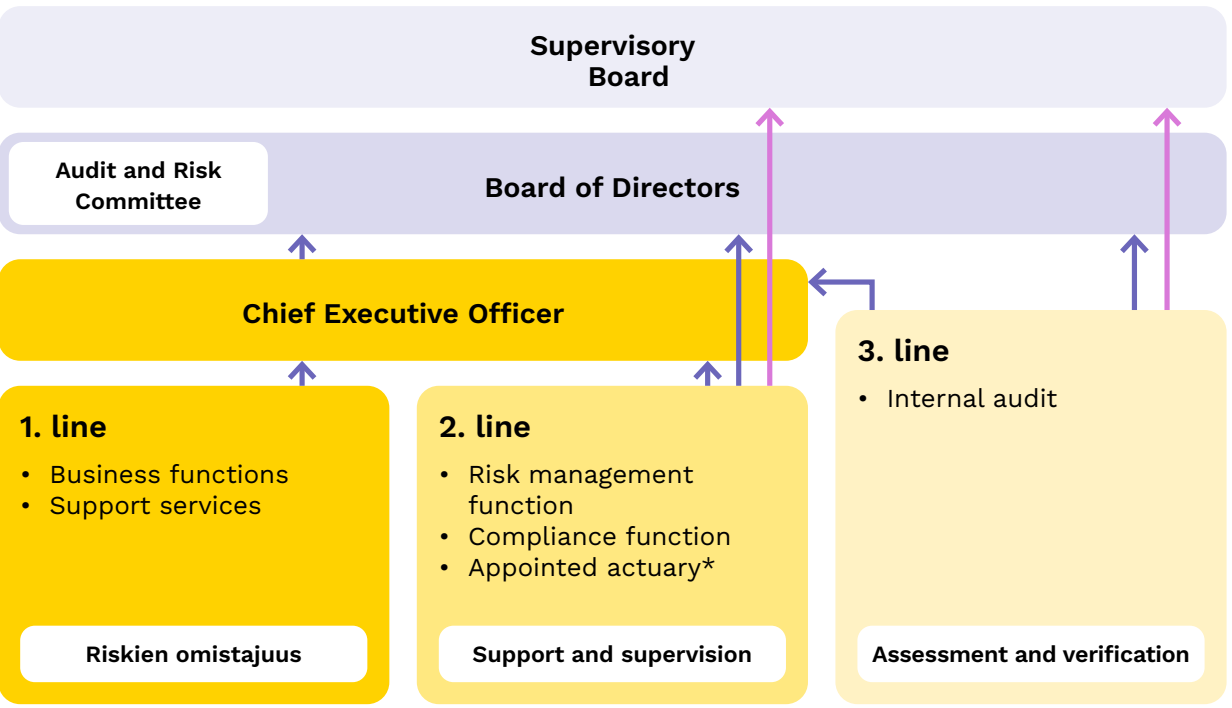 Supervisory
Board
Audit and Risk
Committee
Board of Directors
Chief Executive Officer
1. line
• Business functions
• Support services
Riskien omistajuus
2. line
• Risk management
function
• Compliance function
• Appointed actuary*
Support and supervision
3. line
• Internal audit
Assessment and verification